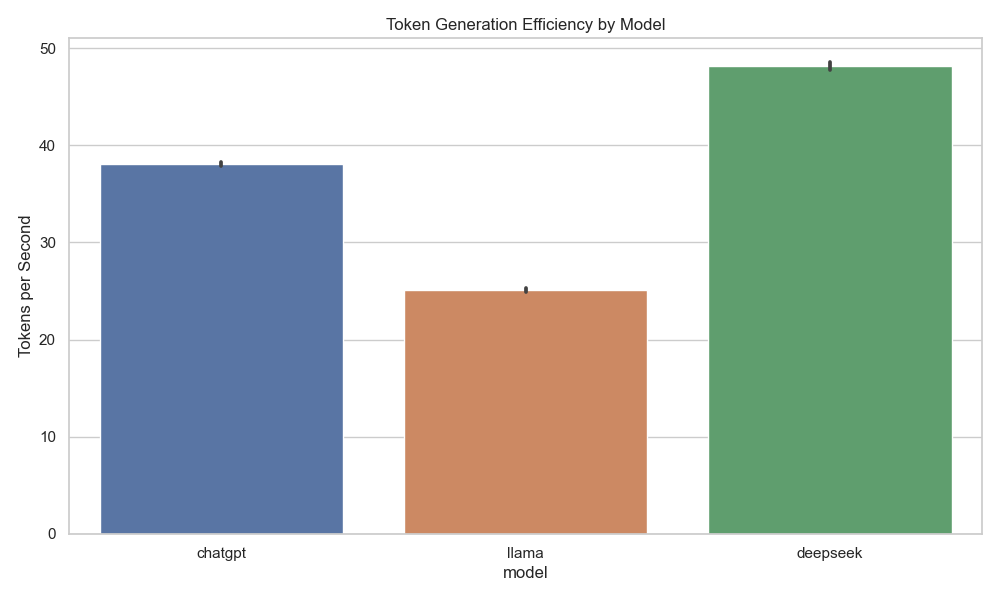 Token Generation Efficiency by Model
Tokens per Second
50
40
30
20
10
0
chatgpt llama deepseek
model